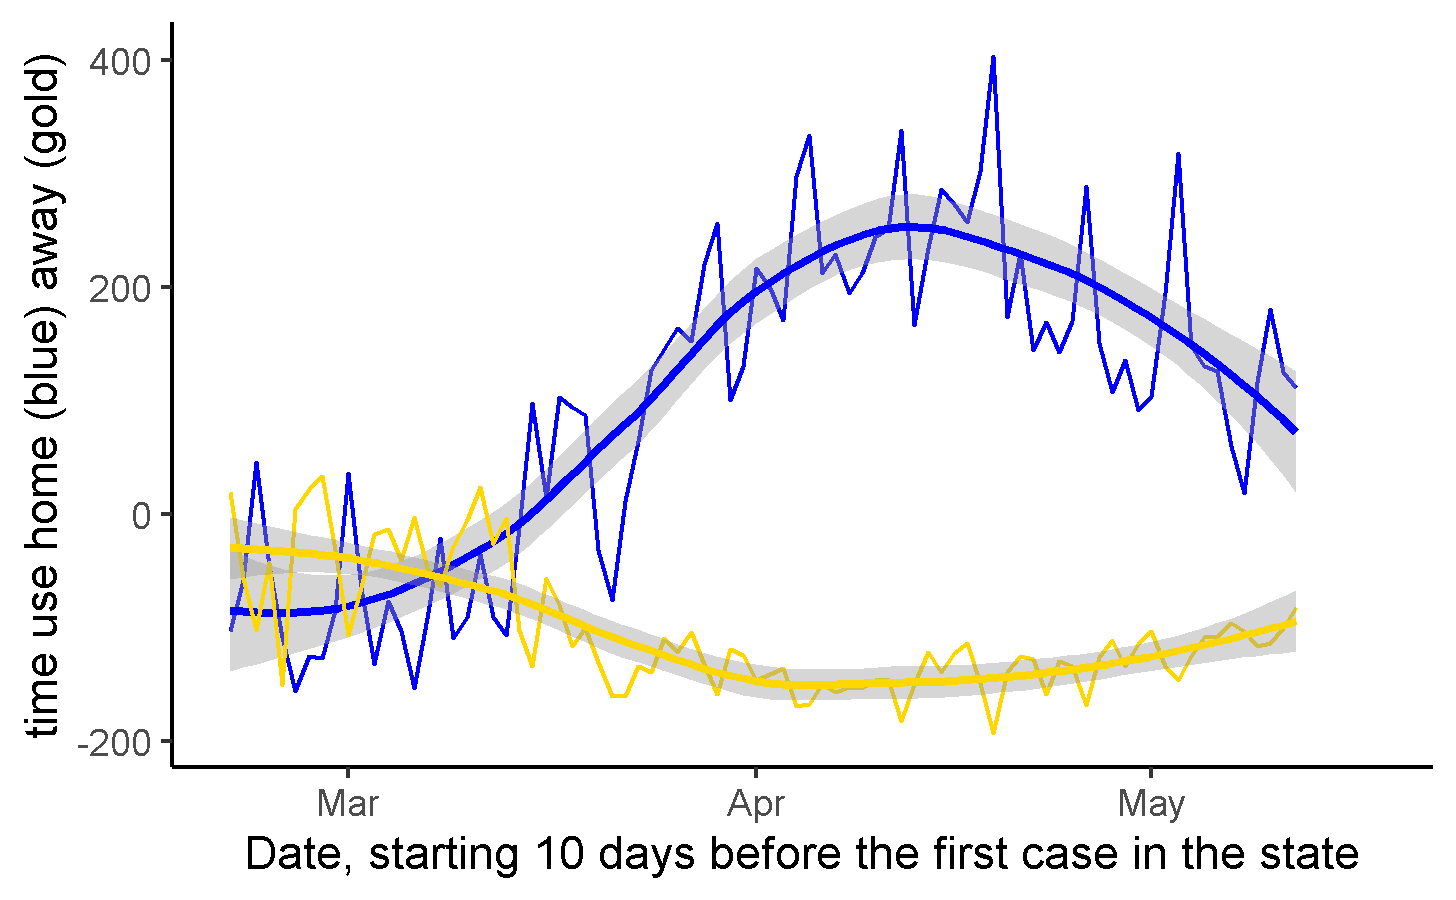 time use home (blue) away (gold)
400
200
0
-200
Mar
Apr
May
Date, starting 10 days before the first case in the state